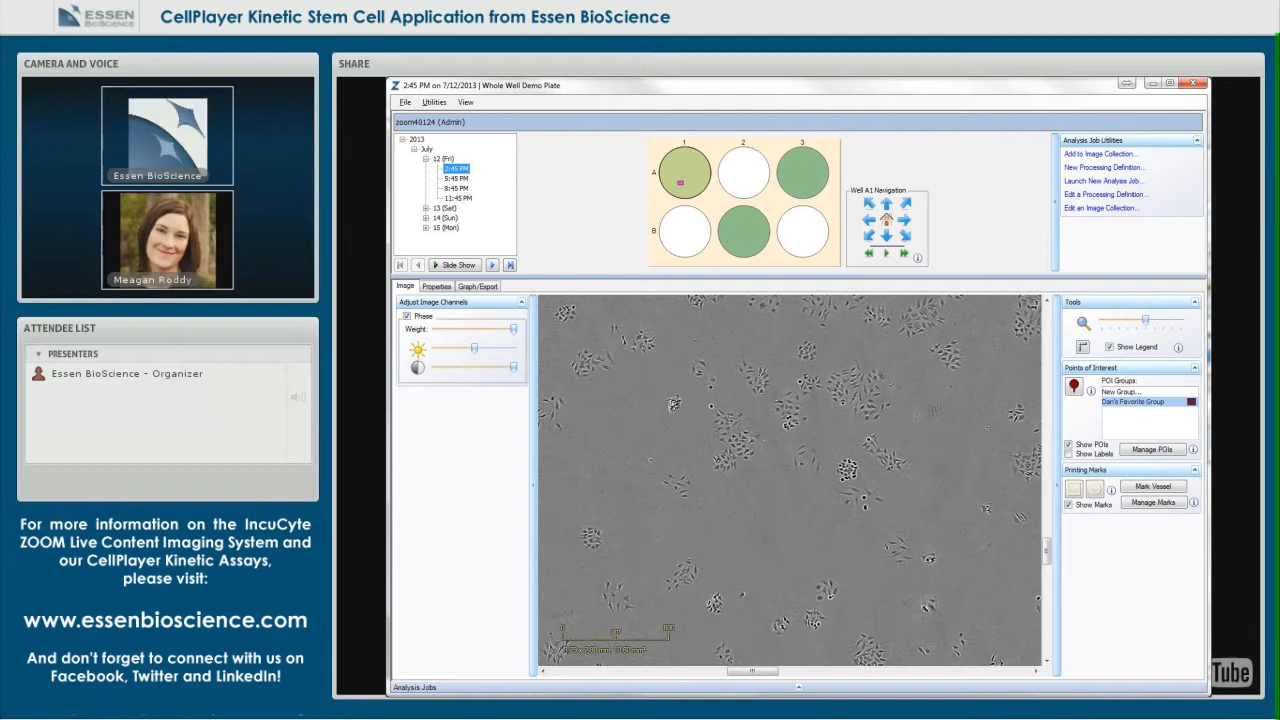 ESSEN
BIOSCIENCE
CellPlayer Kinetic Stem Cell Application from Essen BioScience
CAMERA AND VOICE
Essen BioScience
Meagan Roddy
ATTENDEE LIST
PRESENTERS
Essen BioScience - Organizer
For more information on the IncuCyte
ZOOM Live Content Imaging System and
our CellPlayer Kinetic Assays,
please visit:
www.essenbioscience.com
And don't forget to connect with us on
Facebook, Twitter and LinkedIn!
SHARE
2:45 PM on 7/12/2013 | Whole Well Demo Plate
File Utilities View
zoom40124 (Admin)
2013
July
12 (Fri)
2:45 PM
5:45 PM
8:45 PM
11:45 PM
13 (Sat)
14 (Sun)
15 (Mon)
Slide Show
1 2 3
A
B
Well A1 Navigation
Analysis Job Utilities
Add to Image Collection...
New Processing Definition...
Launch New Analysis Job...
Edit a Processing Definition...
Edit an Image Collection...
Image Properties Graph/Export
Adjust Image Channels
Phase
Weight:
0 µm 800
Tools
Show Legend
Points of Interest
POI Groups:
New Group...
Dan's Favorite Group
Show POIs
Show Labels
Manage POIs
Printing Marks
Mark Vessel
Show Marks
Manage Marks
Analysis Jobs
Tube